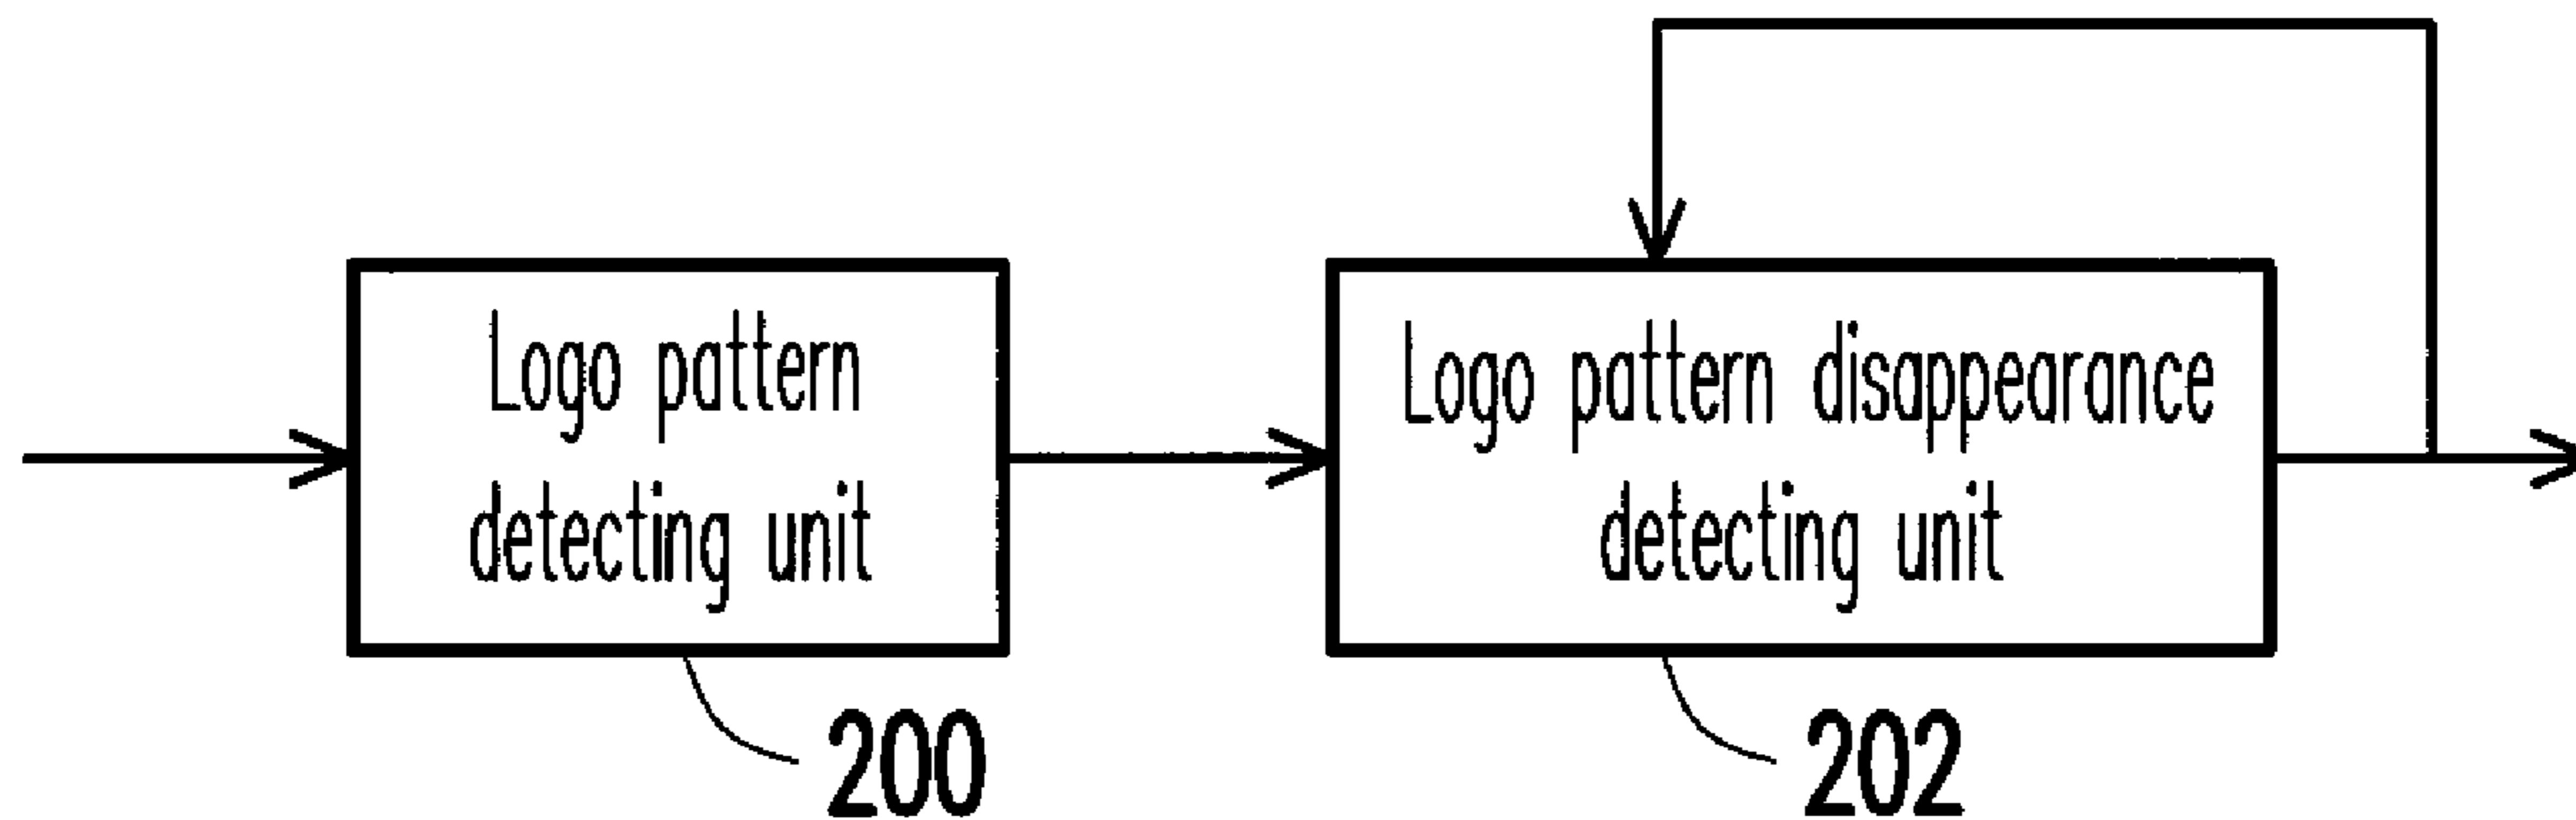 Logo pattern
detecting unit
200
Logo pattern disappearance
detecting unit
202